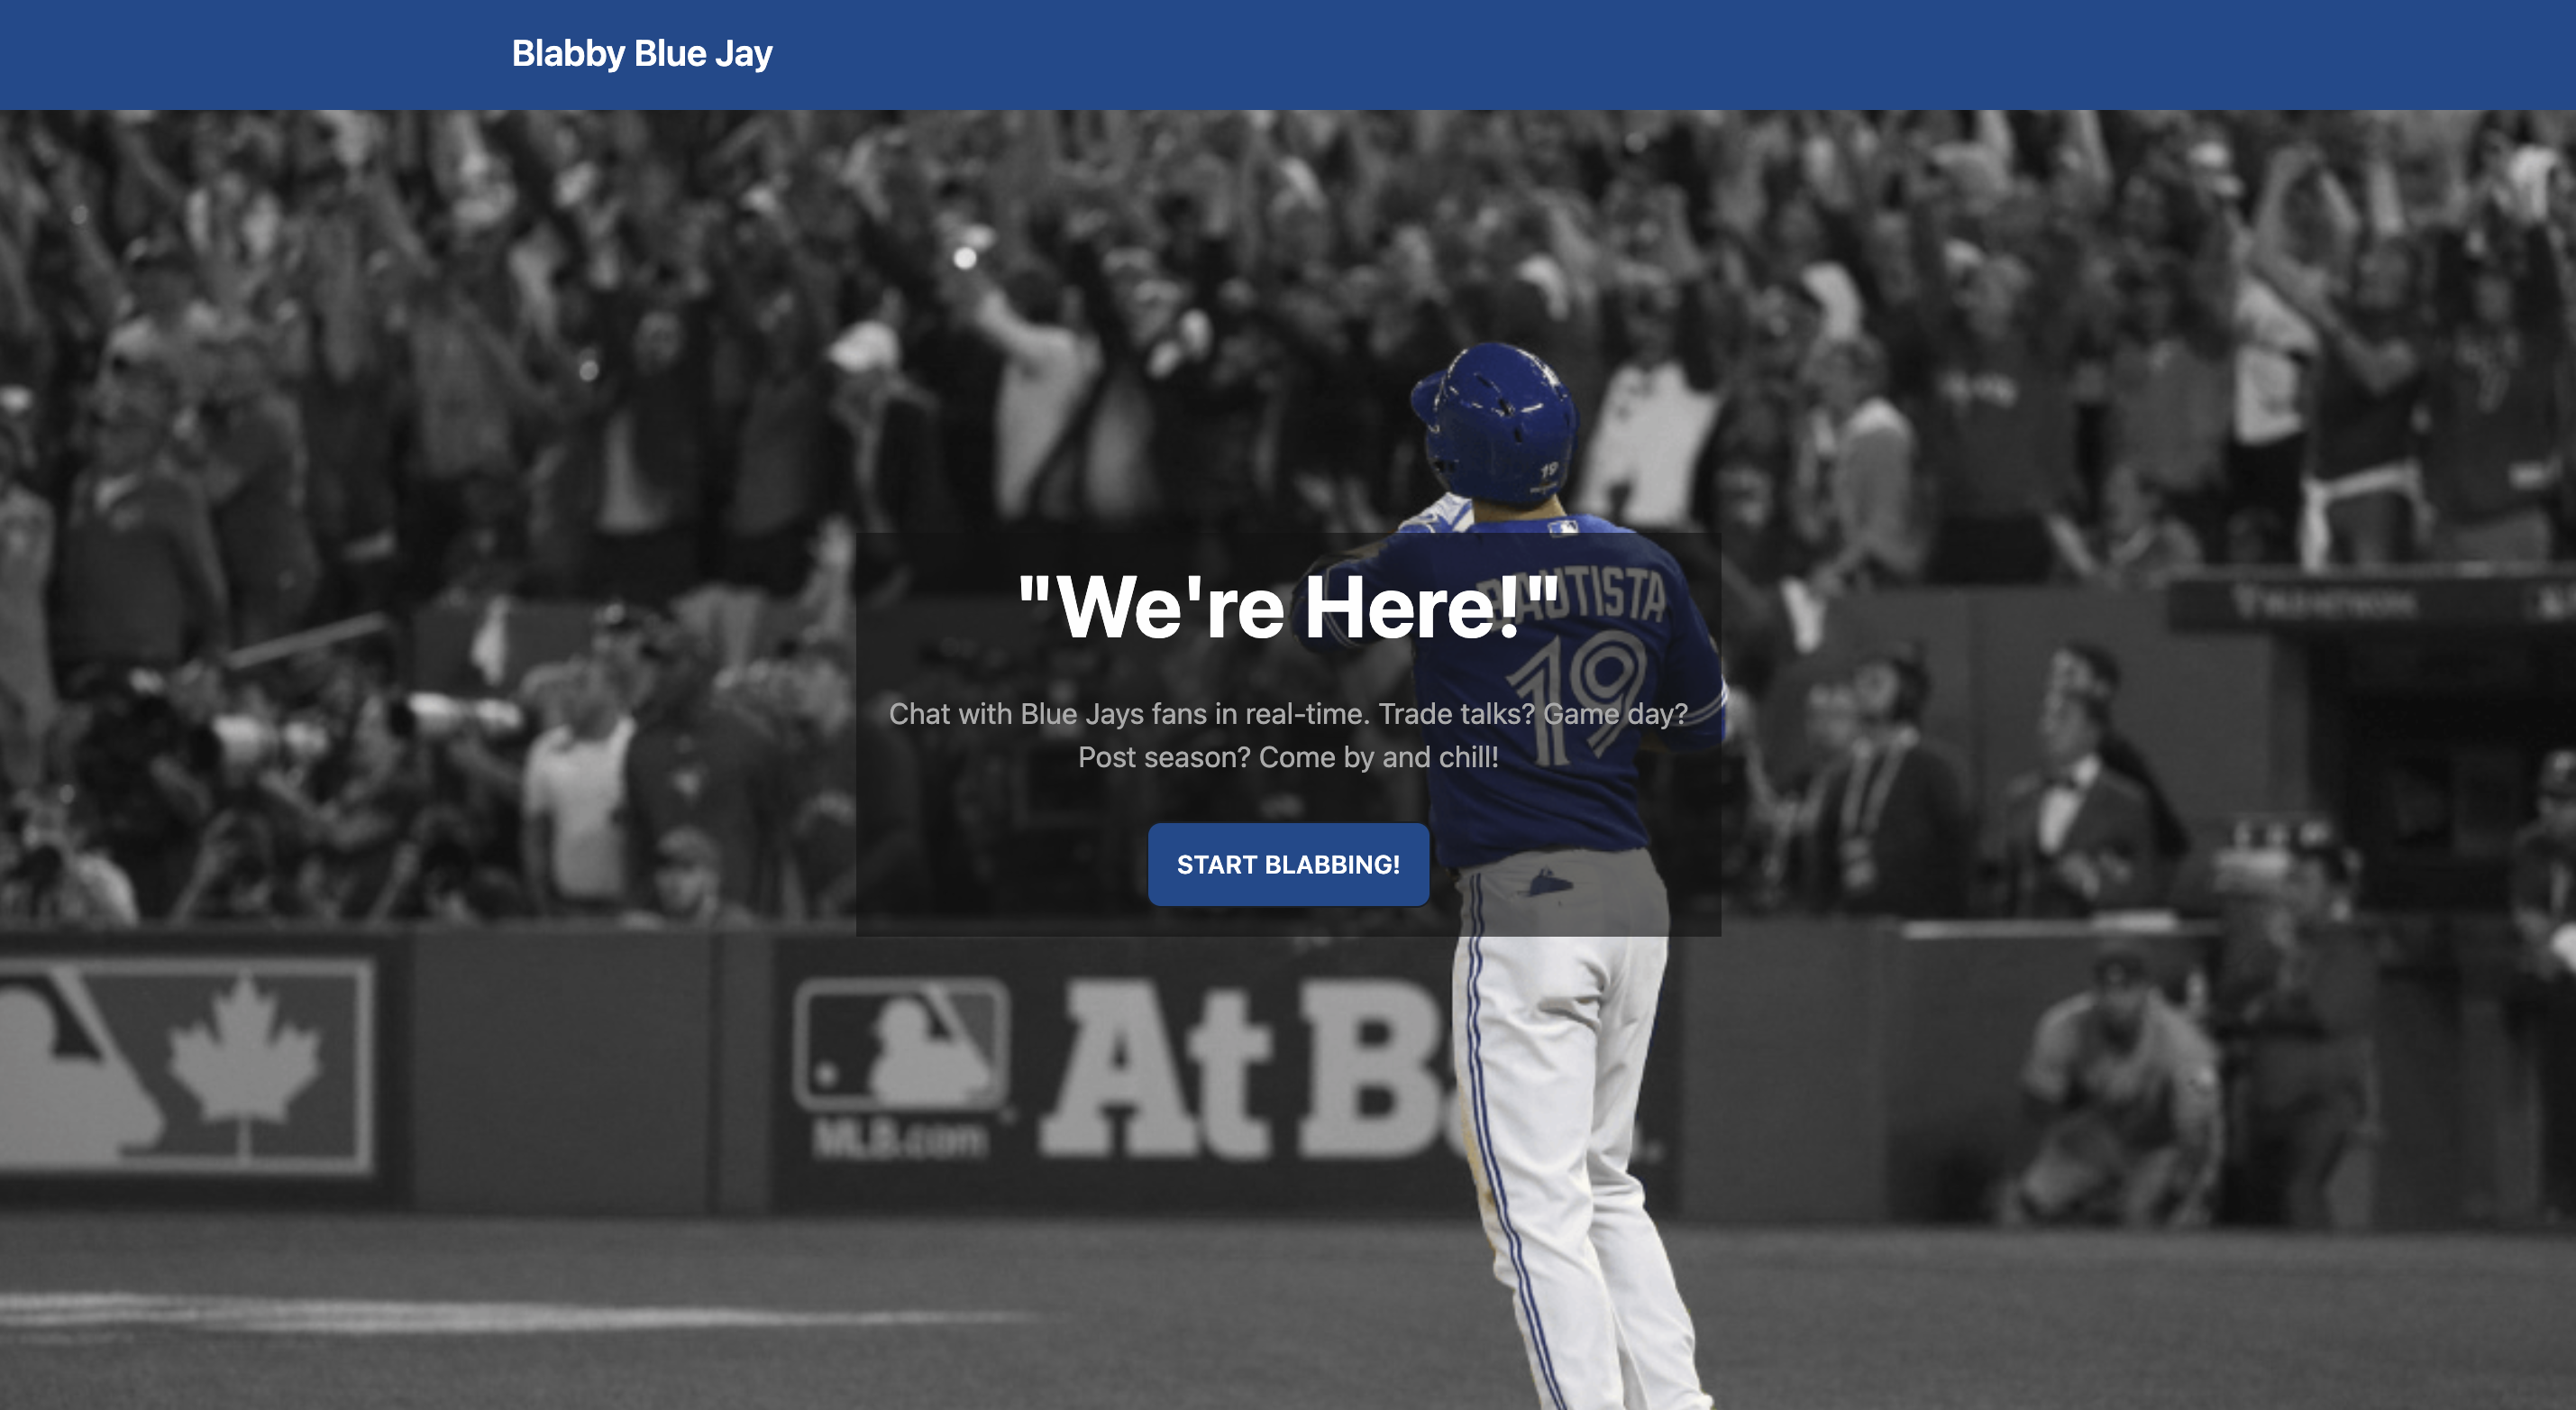 Blabby Blue Jay
19
"We're Here!"
BAUTISTA
19
Chat with Blue Jays fans in real-time. Trade talks? Game day?
Post season? Come by and chill!
START BLABBING!
At B
MLB.com